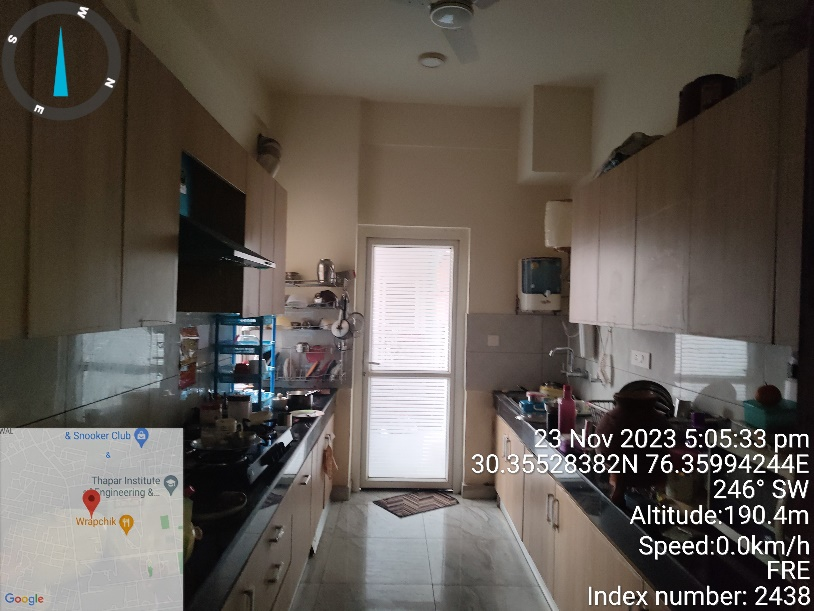 W
S
N
E
WAL
& Snooker Club
&
Thapar Institute
Engineering &...
Wrapchik
Google
23 Nov 2023 5:05:33 pm
30.35528382N 76.35994244E
246° SW
Altitude:190.4m
Speed:0.0km/h
FRE
Index number: 2438